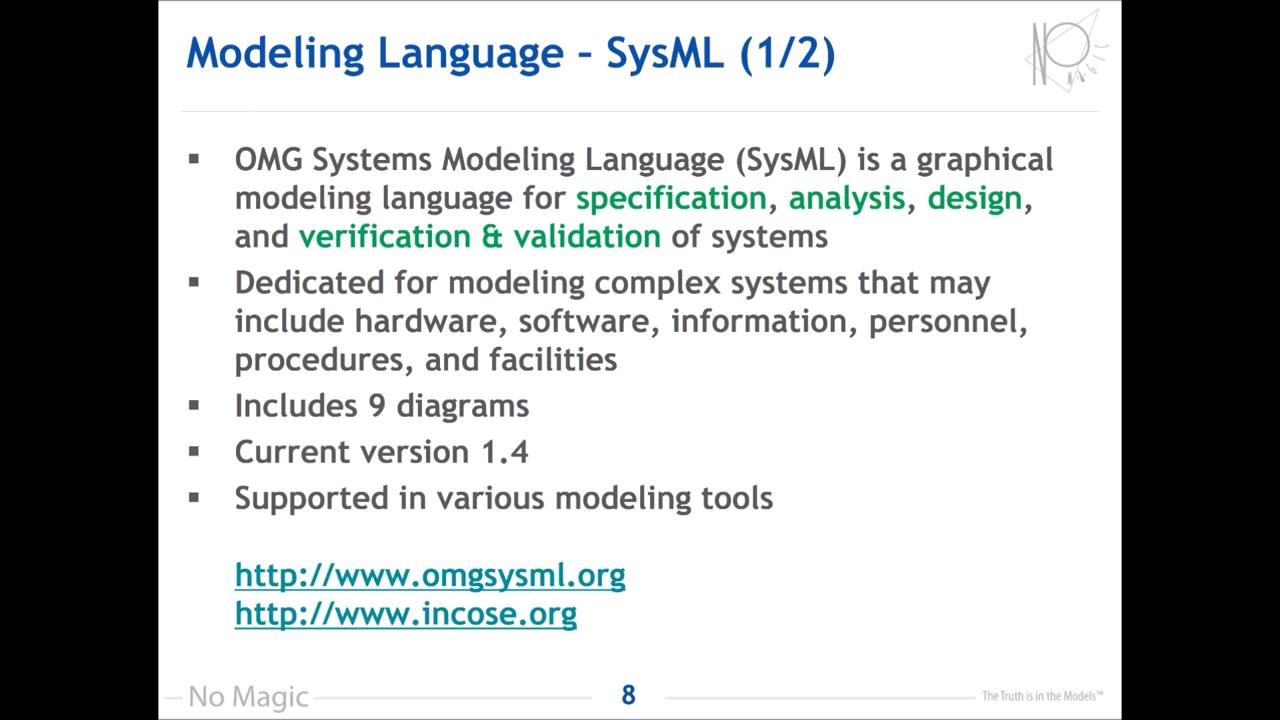 Modeling Language – SysML (1/2)
NO MAGIC
▪ OMG Systems Modeling Language (SysML) is a graphical
modeling language for specification, analysis, design,
and verification & validation of systems
▪ Dedicated for modeling complex systems that may
include hardware, software, information, personnel,
procedures, and facilities
▪ Includes 9 diagrams
▪ Current version 1.4
▪ Supported in various modeling tools
http://www.omgsysml.org
http://www.incose.org
No Magic
8
The Truth is in the Models™